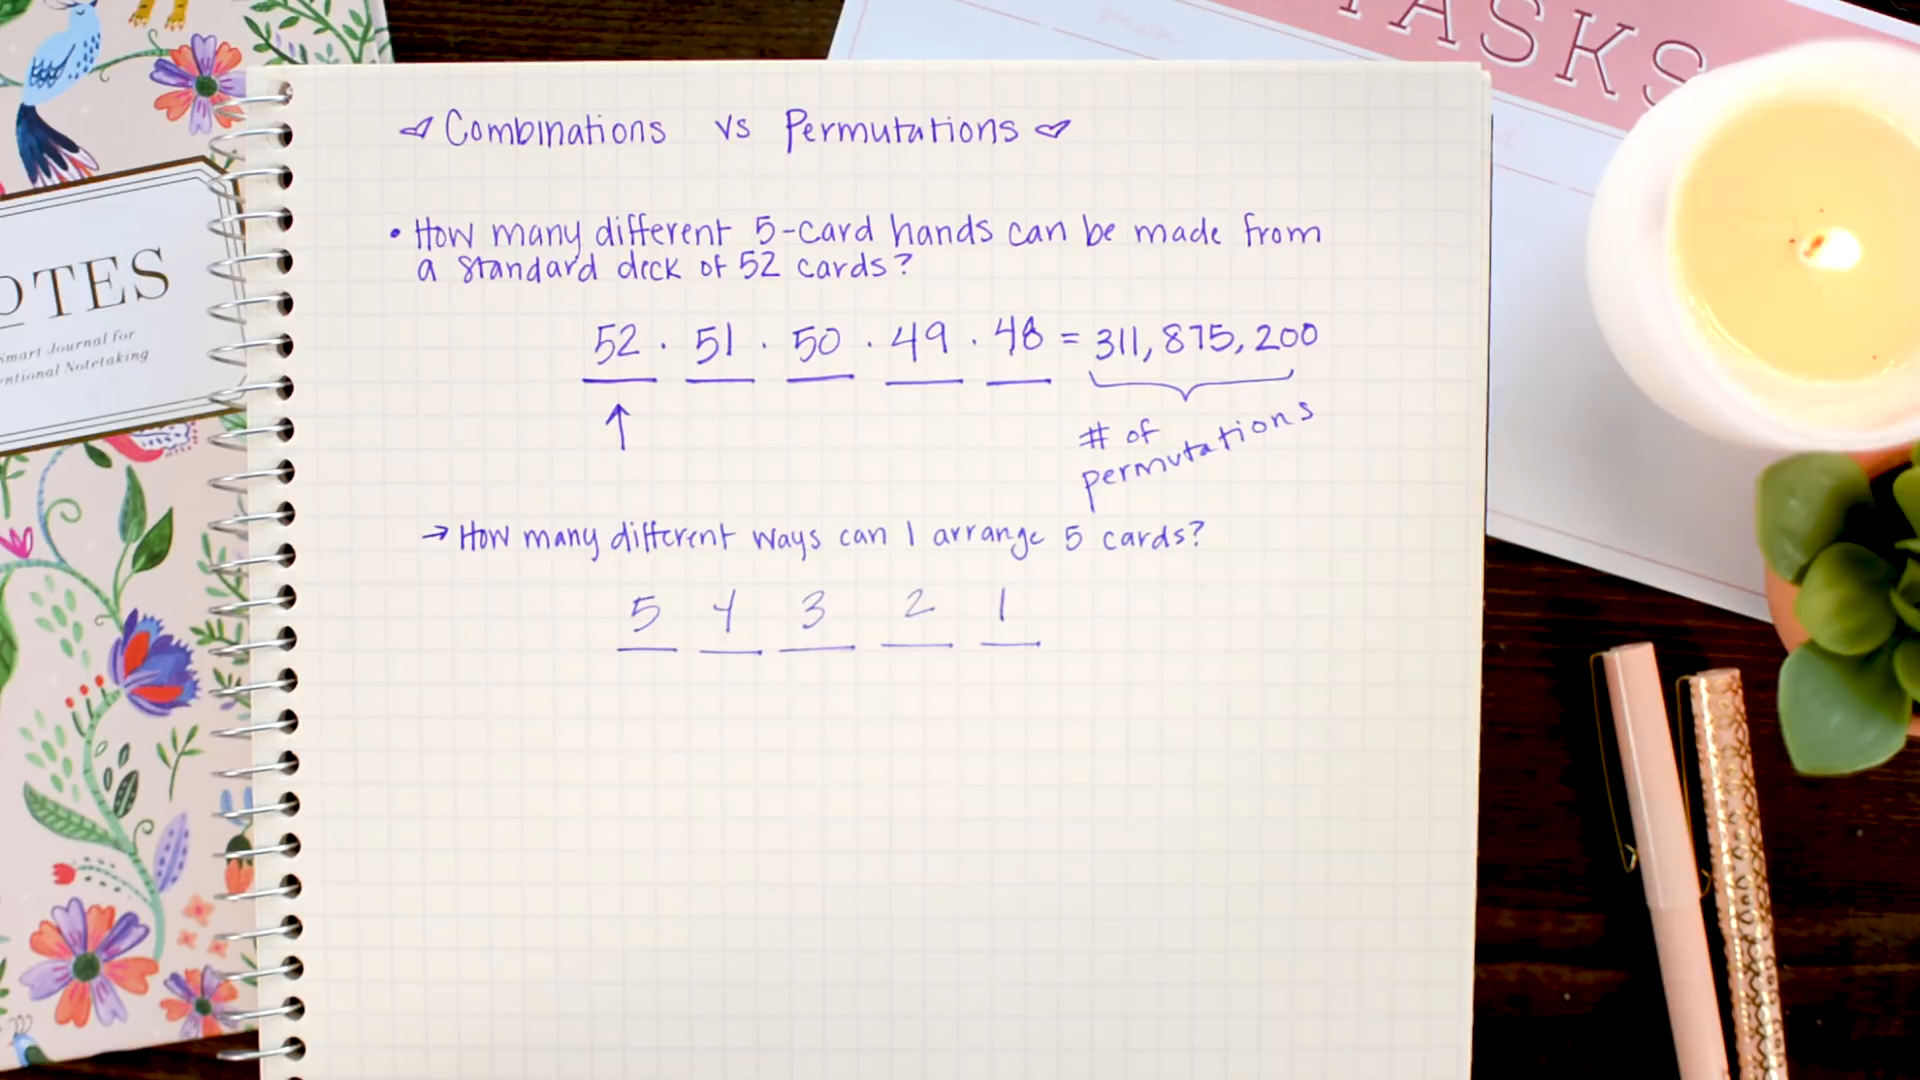 TASKS
Combinations vs Permutations
• How many different 5-card hands can be made from
a standard deck of 52 cards?
52 · 51 · 50 · 49 · 48 = 311,875,200
# of
permutations
→ How many different ways can I arrange 5 cards?
5 4 3 2 1
OTES
Smart Journal for
entional Notetaking